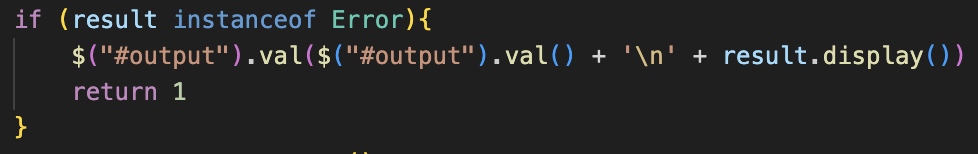 if (result instanceof Error){
$("#output").val($("#output").val() + '\n' + result.display())
return 1
}